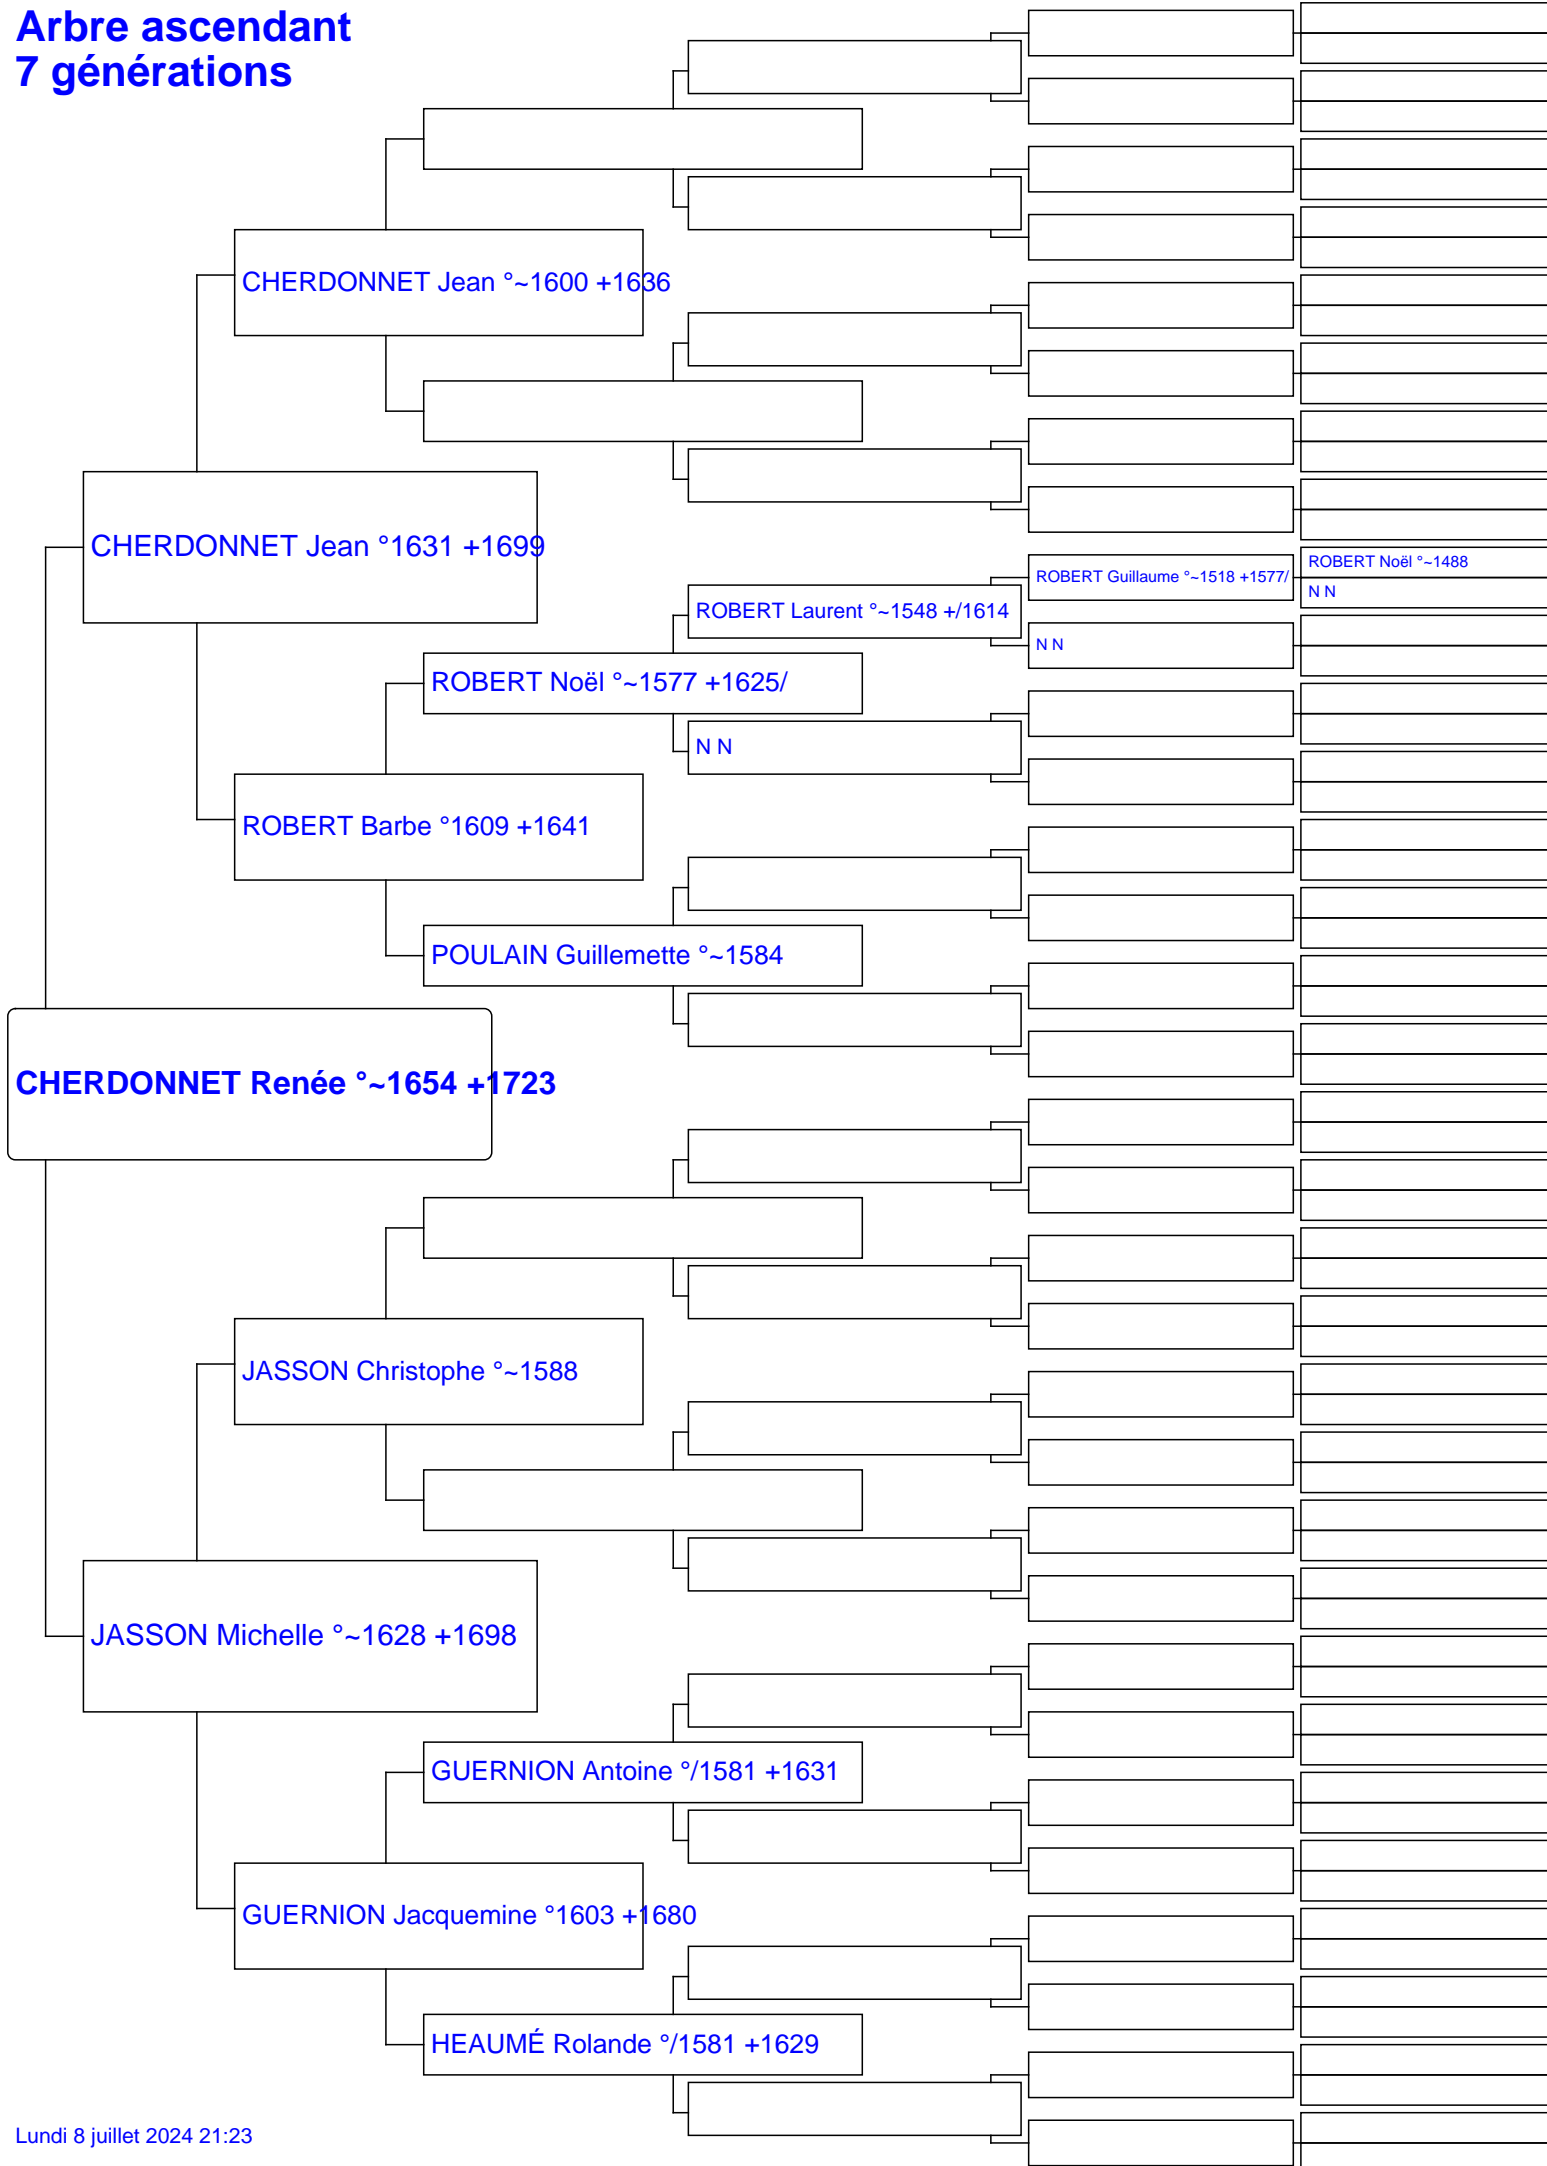 Arbre ascendant
7 générations
CHERDONNET Jean °~1600 +1636
CHERDONNET Jean °1631 +1699
ROBERT Noël °~1488
ROBERT Guillaume °~1518 +1577/
N N
ROBERT Laurent °~1548 +/1614
N N
ROBERT Noël °~1577 +1625/
N N
ROBERT Barbe °1609 +1641
POULAIN Guillemette °~1584
CHERDONNET Renée °~1654 +1723
JASSON Christophe °~1588
JASSON Michelle °~1628 +1698
GUERNION Antoine °/1581 +1631
GUERNION Jacquemine °1603 +1680
HEAUMÉ Rolande °/1581 +1629
Lundi 8 juillet 2024 21:23